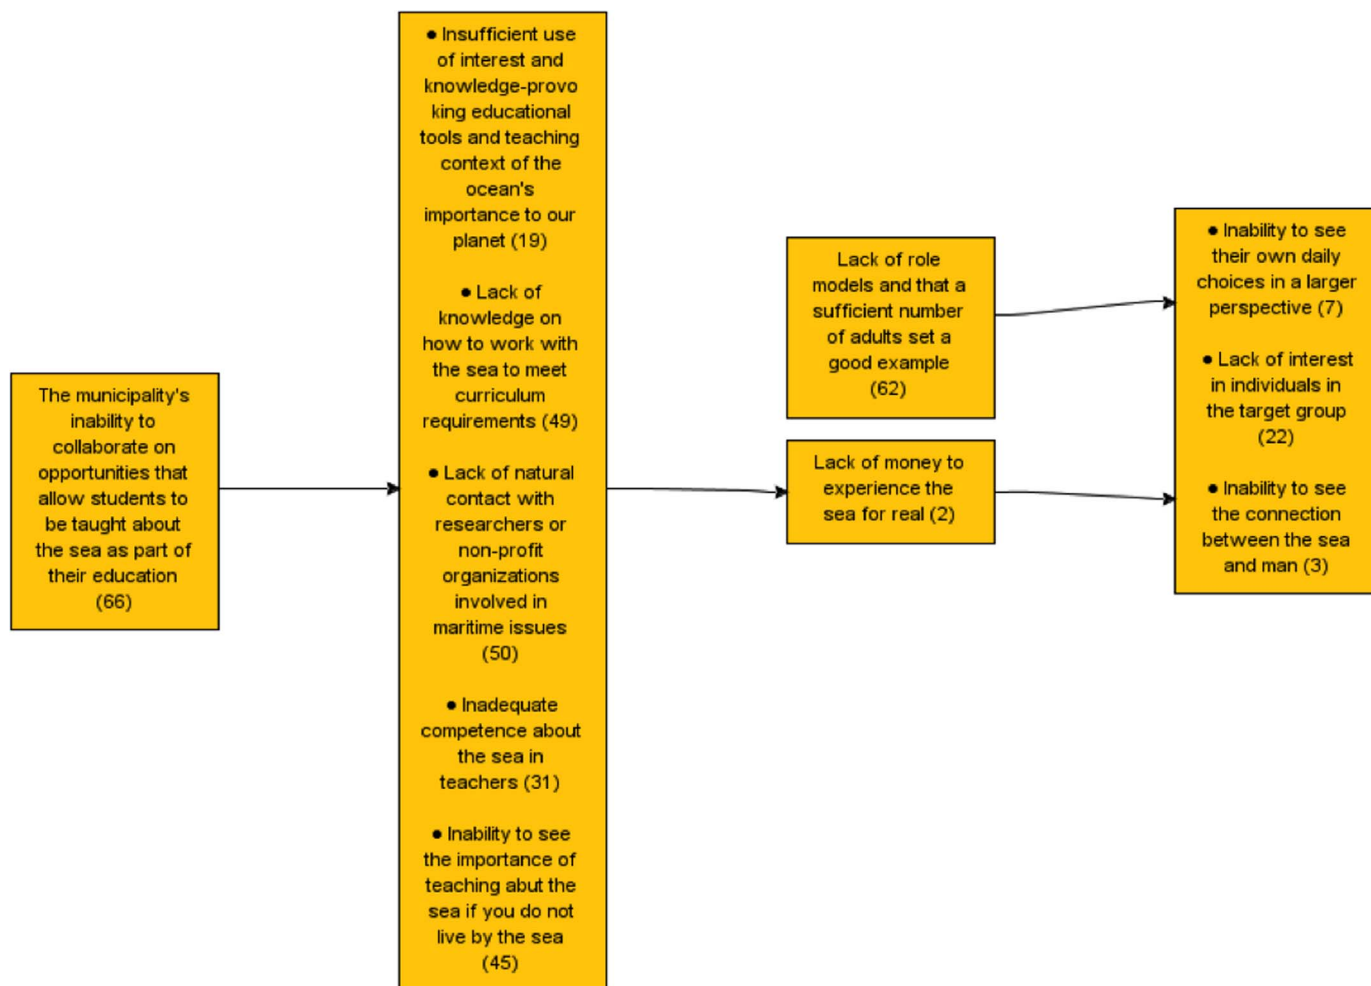 The municipality's
inability to
collaborate on
opportunities that
allow students to
be taught about
the sea as part of
their education
(66)
● Insufficient use
of interest and
knowledge-provo
king educational
tools and teaching
context of the
ocean's
importance to our
planet (19)
● Lack of
knowledge on
how to work with
the sea to meet
curriculum
requirements (49)
● Lack of natural
contact with
researchers or
non-profit
organizations
involved in
maritime issues
(50)
● Inadequate
competence about
the sea in
teachers (31)
● Inability to see
the importance of
teaching abut the
sea if you do not
live by the sea
(45)
Lack of role
models and that a
sufficient number
of adults set a
good example
(62)
Lack of money to
experience the
sea for real (2)
● Inability to see
their own daily
choices in a larger
perspective (7)
● Lack of interest
in individuals in
the target group
(22)
● Inability to see
the connection
between the sea
and man (3)